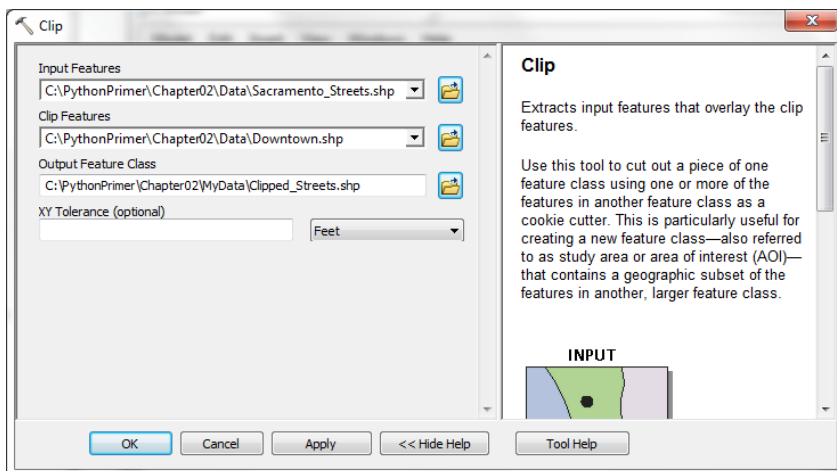 Clip
Input Features
C:\PythonPrimer\Chapter02\Data\Sacramento_Streets.shp
Clip Features
C:\PythonPrimer\Chapter02\Data\Downtown.shp
Output Feature Class
C:\PythonPrimer\Chapter02\MyData\Clipped_Streets.shp
XY Tolerance (optional)
Feet
OK
Cancel
Apply
<< Hide Help
Clip
Extracts input features that overlay the clip
features.
Use this tool to cut out a piece of one
feature class using one or more of the
features in another feature class as a
cookie cutter. This is particularly useful for
creating a new feature class—also referred
to as study area or area of interest (AOI)—
that contains a geographic subset of the
features in another, larger feature class.
INPUT
Tool Help